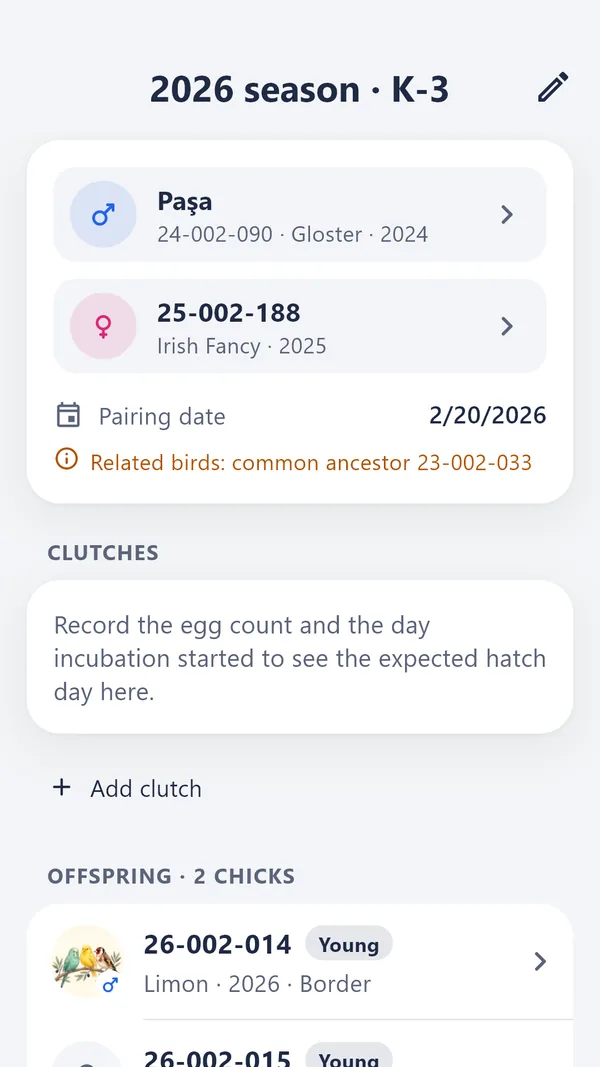 2026 season · K-3
Paşa
24-002-090 · Gloster · 2024
25-002-188
Irish Fancy · 2025
Pairing date 2/20/2026
Related birds: common ancestor 23-002-033
CLUTCHES
Record the egg count and the day
incubation started to see the expected hatch
day here.
+ Add clutch
OFFSPRING · 2 CHICKS
26-002-014 Young
Limon · 2026 · Border
26-002-015 Young